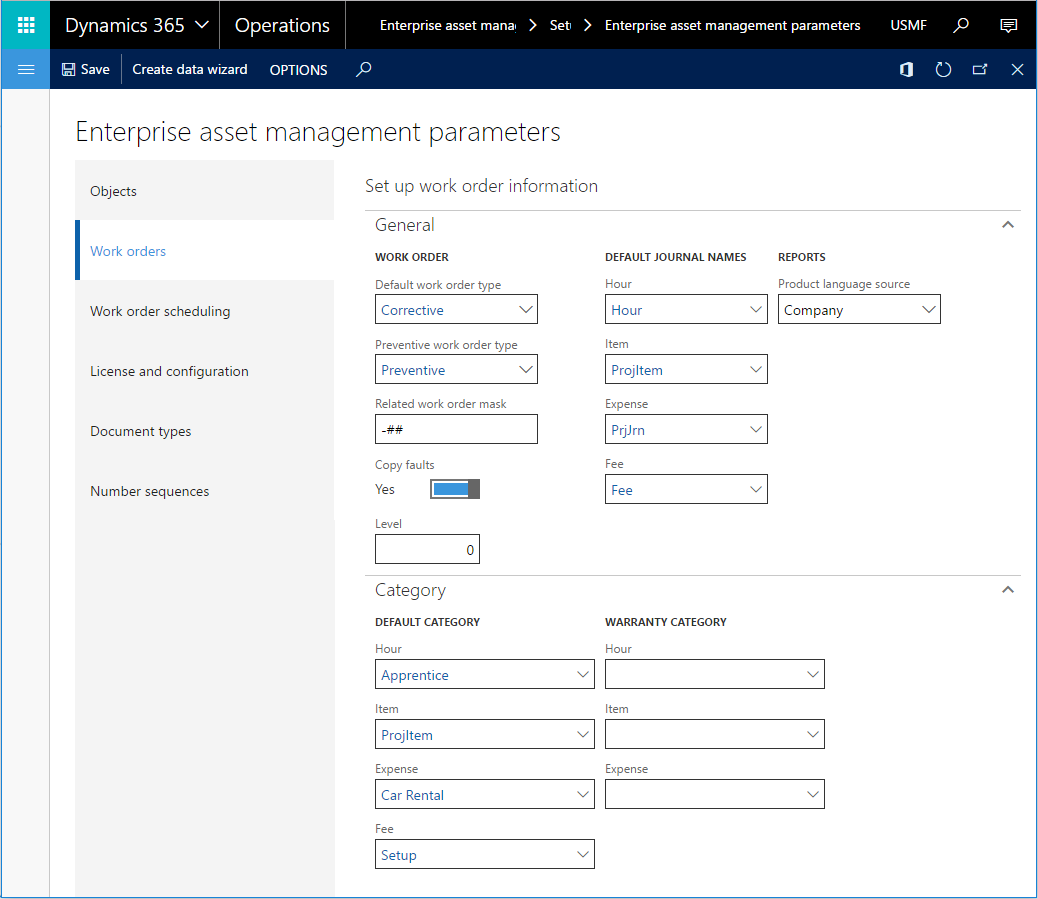 Dynamics 365 Operations Enterprise asset mana Set Enterprise asset management parameters USMF
Save Create data wizard OPTIONS
Enterprise asset management parameters
Objects
Work orders
Work order scheduling
License and configuration
Document types
Number sequences
Set up work order information
General
WORK ORDER
Default work order type
Corrective
Preventive work order type
Preventive
Related work order mask
-##
Copy faults
Yes
Level
0
DEFAULT JOURNAL NAMES
Hour
Hour
Item
ProjItem
Expense
PrjJrn
Fee
Fee
REPORTS
Product language source
Company
Category
DEFAULT CATEGORY
Hour
Apprentice
Item
ProjItem
Expense
Car Rental
Fee
Setup
WARRANTY CATEGORY
Hour
Item
Expense